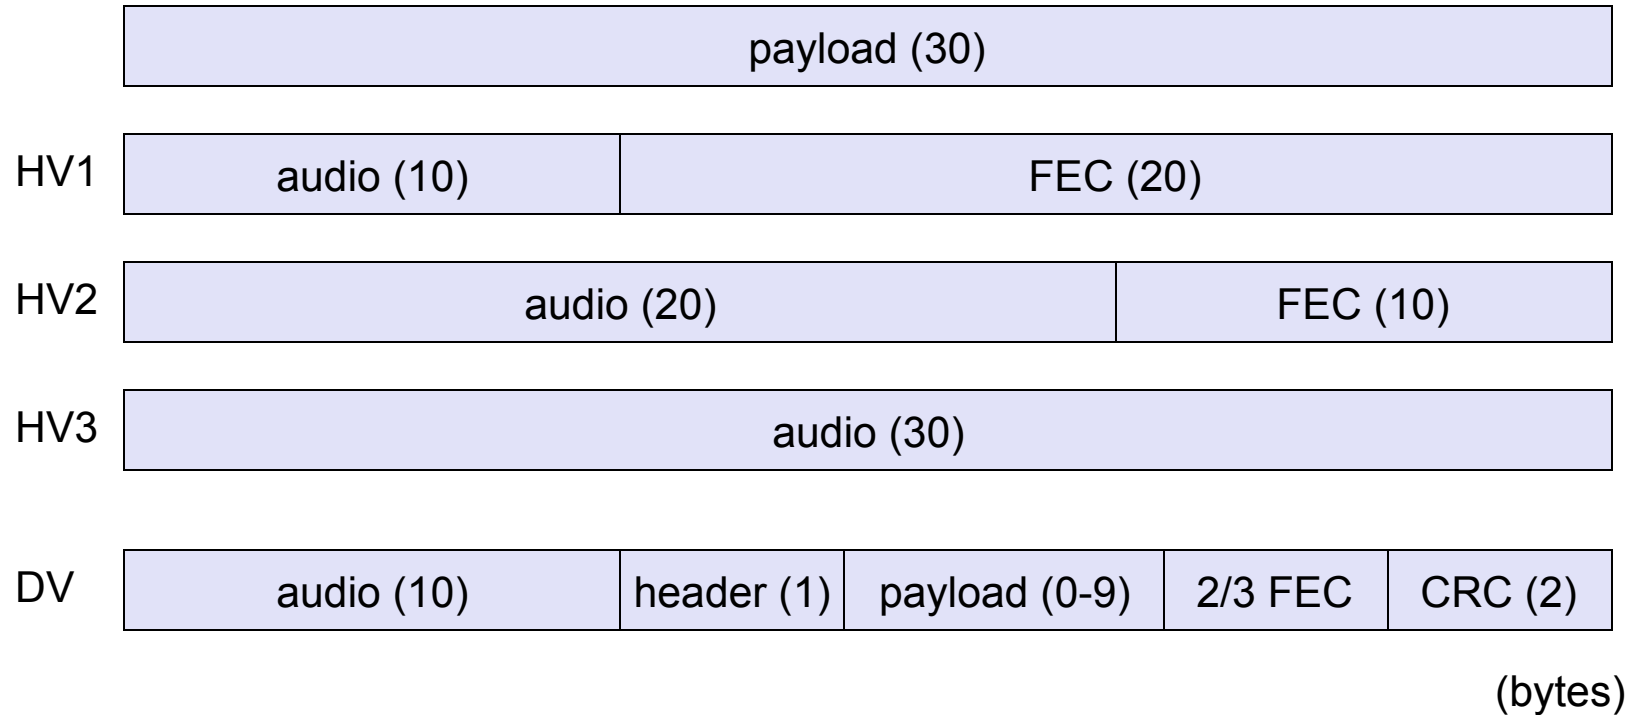 payload (30)
HV1 audio (10) FEC (20)
HV2 audio (20) FEC (10)
HV3 audio (30)
DV audio (10) header (1) payload (0-9) 2/3 FEC CRC (2)
(bytes)